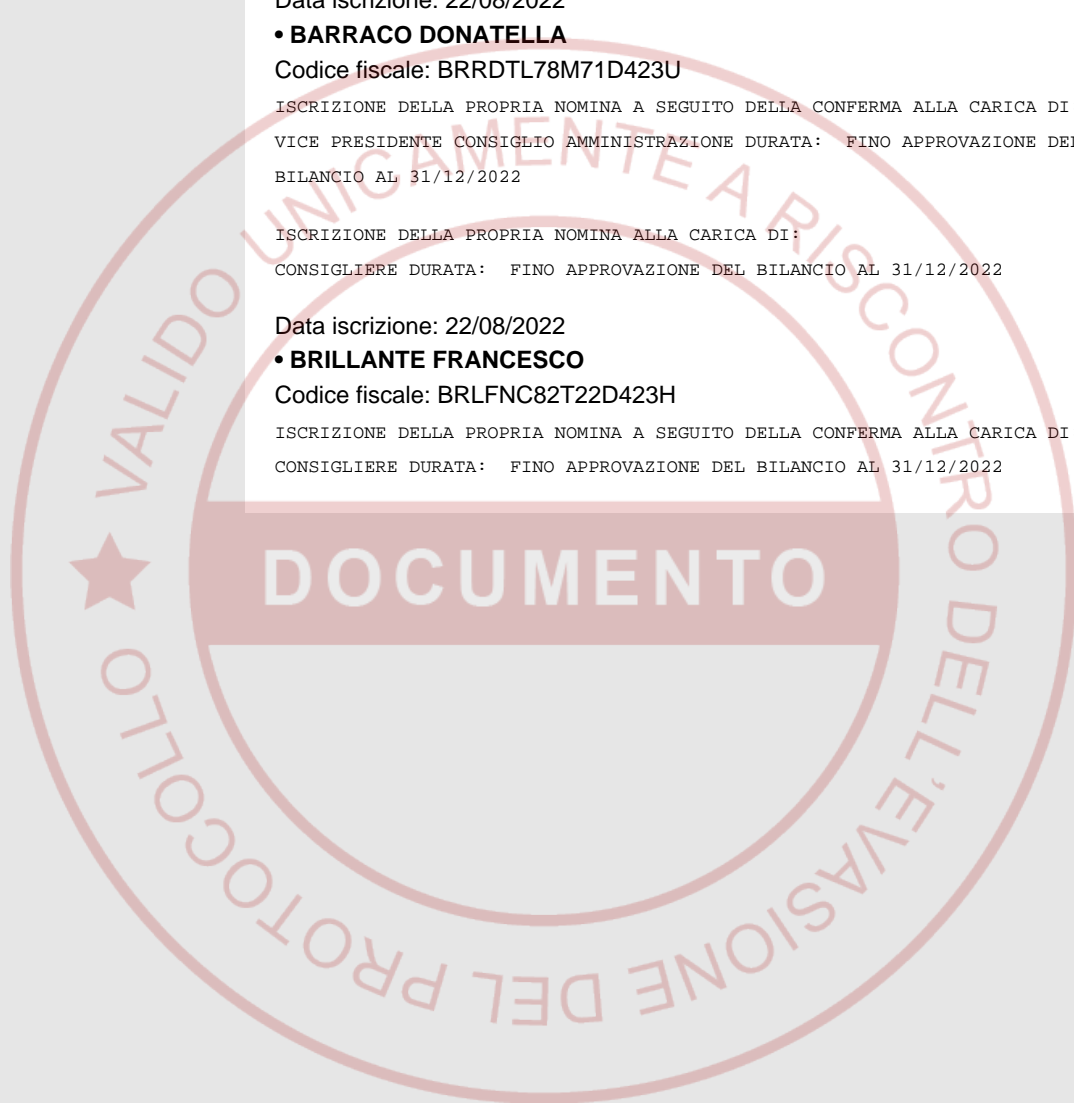 Data iscrizione: 22/08/2022
• BARRACO DONATELLA
Codice fiscale: BRRDTL78M71D423U
ISCRIZIONE DELLA PROPRIA NOMINA A SEGUITO DELLA CONFERMA ALLA CARICA DI
VICE PRESIDENTE CONSIGLIO AMMINISTRAZIONE DURATA: FINO APPROVAZIONE DEL
BILANCIO AL 31/12/2022
ISCRIZIONE DELLA PROPRIA NOMINA ALLA CARICA DI:
CONSIGLIERE DURATA: FINO APPROVAZIONE DEL BILANCIO AL 31/12/2022
Data iscrizione: 22/08/2022
• BRILLANTE FRANCESCO
Codice fiscale: BRLFNC82T22D423H
ISCRIZIONE DELLA PROPRIA NOMINA A SEGUITO DELLA CONFERMA ALLA CARICA DI
CONSIGLIERE DURATA: FINO APPROVAZIONE DEL BILANCIO AL 31/12/2022
DOCUMENTO
VALIDO UNICAMENTE A RISCONTRO DELL'EVASIONE DEL PROTOCOLLO